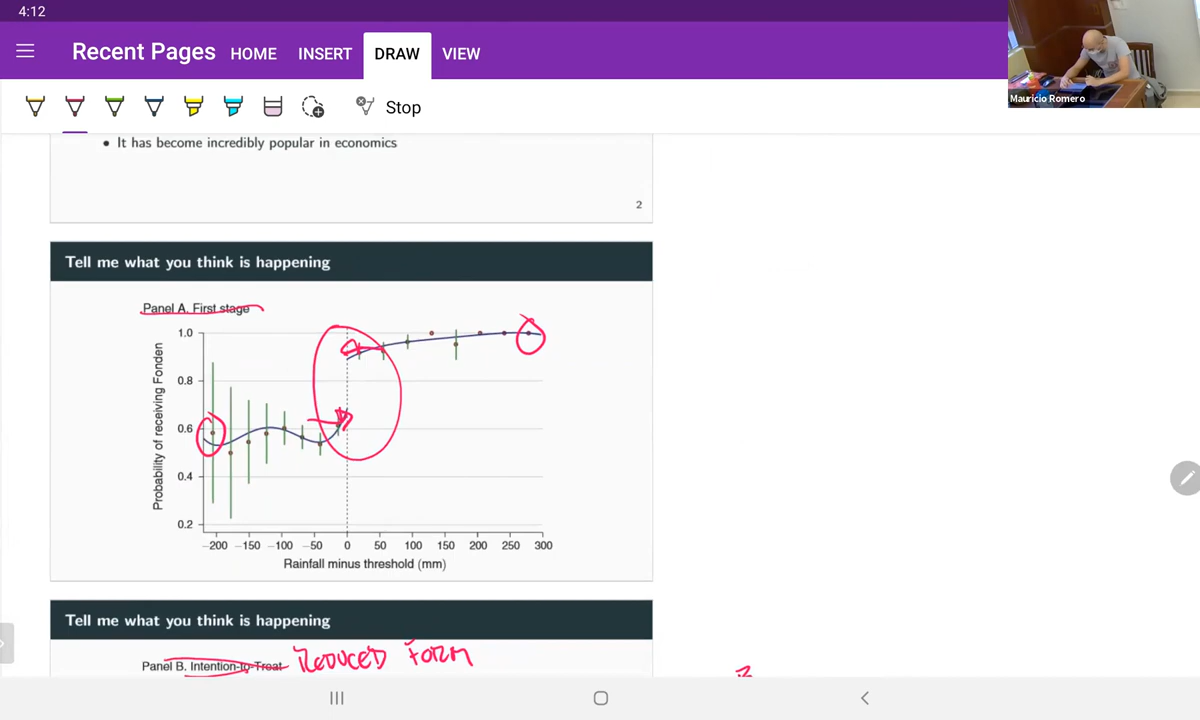 4:12
Recent Pages HOME INSERT DRAW VIEW
Mauricio Romero
Stop
• It has become incredibly popular in economics
2
Tell me what you think is happening
Panel A. First stage
Probability of receiving Fonden
1.0
0.8
0.6
0.4
0.2
−200 −150 −100 −50 0 50 100 150 200 250 300
Rainfall minus threshold (mm)
Tell me what you think is happening
Panel B. Intention-to-Treat REDUCED FORM